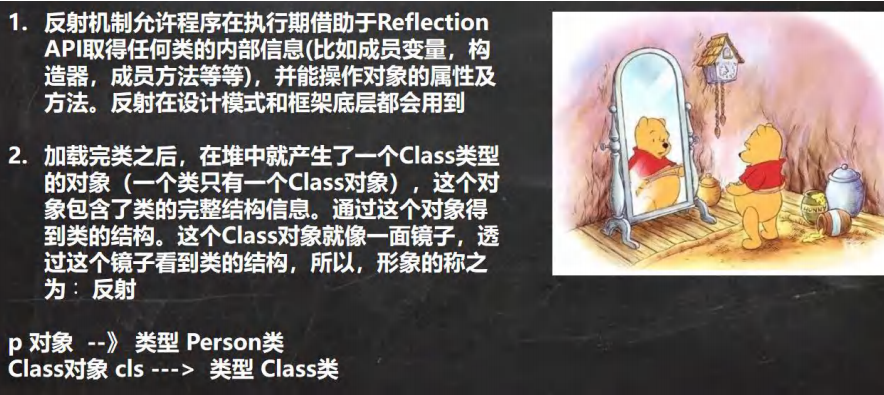 1. 反射机制允许程序在执行期借助于Reflection
API取得任何类的内部信息(比如成员变量，构
造器，成员方法等等)，并能操作对象的属性及
方法。反射在设计模式和框架底层都会用到
2. 加载完类之后，在堆中就产生了一个Class类型
的对象（一个类只有一个Class对象），这个对
象包含了类的完整结构信息。通过这个对象得
到类的结构。这个Class对象就像一面镜子，透
过这个镜子看到类的结构，所以，形象的称之
为：反射
p 对象 --》 类型 Person类
Class对象 cls ---> 类型 Class类